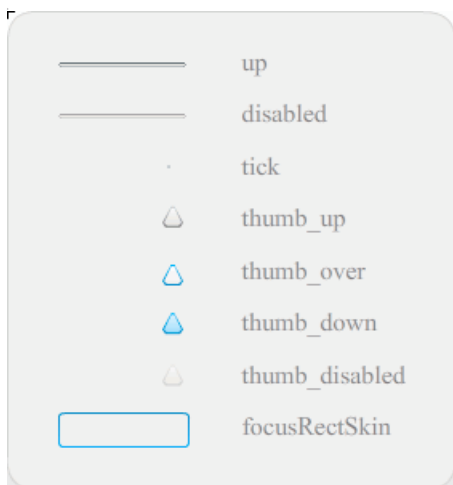 up
disabled
tick
thumb_up
thumb_over
thumb_down
thumb_disabled
focusRectSkin